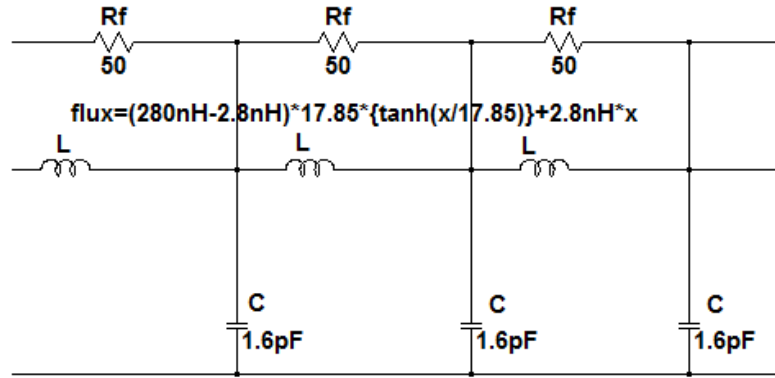 Rf Rf Rf
50 50 50
flux=(280nH-2.8nH)*17.85*{tanh(x/17.85)}+2.8nH*x
L L L
C C C
1.6pF 1.6pF 1.6pF